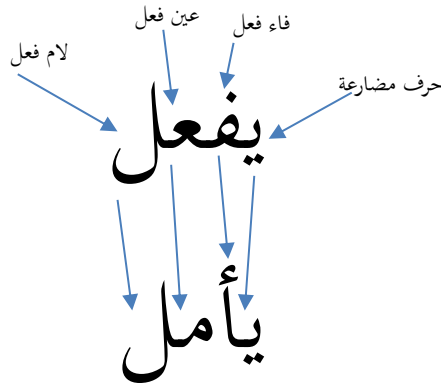 عين فعل
فاء فعل
لام فعل
حرف مضارعة
يفعل
يأمل